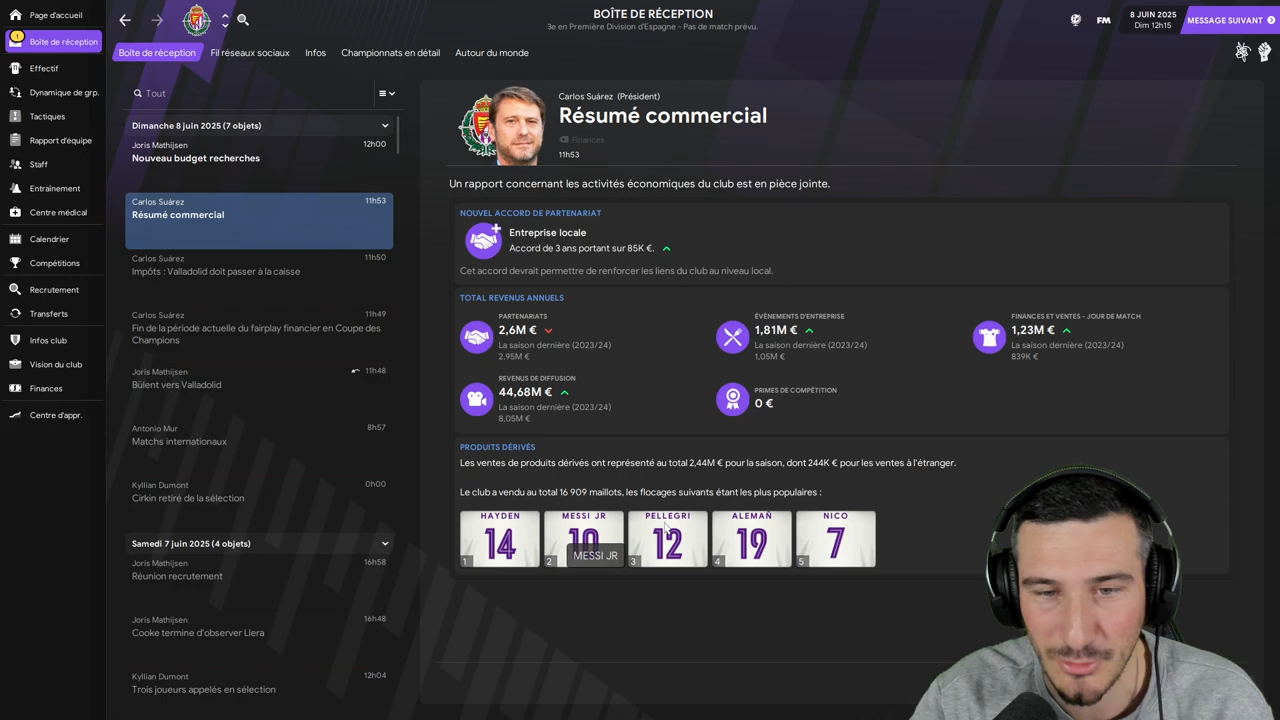 Page d'accueil
1
Boîte de réception
Effectif
Dynamique de grp.
Tactiques
Rapport d'équipe
Staff
Entraînement
Centre médical
Calendrier
Compétitions
Recrutement
Transferts
Infos club
Vision du club
Finances
Centre d'appr.
BOÎTE DE RÉCEPTION
3e en Première Division d'Espagne - Pas de match prévu.
FM
8 JUIN 2025
Dim 12h15
MESSAGE SUIVANT
Boîte de réception
Fil réseaux sociaux
Infos
Championnats en détail
Autour du monde
Tout
Dimanche 8 juin 2025 (7 objets)
Joris Mathijsen 12h00
Nouveau budget recherches
Carlos Suárez 11h53
Résumé commercial
Carlos Suárez 11h50
Impôts : Valladolid doit passer à la caisse
Carlos Suárez 11h49
Fin de la période actuelle du fairplay financier en Coupe des
Champions
Joris Mathijsen 11h48
Bülent vers Valladolid
Antonio Mur 8h57
Matchs internationaux
Kyllian Dumont 0h00
Cirkin retiré de la sélection
Samedi 7 juin 2025 (4 objets)
Joris Mathijsen 16h58
Réunion recrutement
Joris Mathijsen 16h48
Cooke termine d'observer Llera
Joris Mathijsen 12h04
Trois joueurs appelés en sélection
Carlos Suárez (Président)
Résumé commercial
Finances
11h53
Un rapport concernant les activités économiques du club est en pièce jointe.
NOUVEL ACCORD DE PARTENARIAT
Entreprise locale
Accord de 3 ans portant sur 85K €.
Cet accord devrait permettre de renforcer les liens du club au niveau local.
TOTAL REVENUS ANNUELS
PARTENARIATS
2,6M €
La saison dernière (2023/24)
2,95M €
ÉVÈNEMENTS D'ENTREPRISE
1,81M €
La saison dernière (2023/24)
1,05M €
FINANCES ET VENTES - JOUR DE MATCH
1,23M €
La saison dernière (2023/24)
839K €
REVENUS DE DIFFUSION
44,68M €
La saison dernière (2023/24)
8,05M €
PRIMES DE COMPÉTITION
0 €
PRODUITS DÉRIVÉS
Les ventes de produits dérivés ont représenté au total 2,44M € pour la saison, dont 244K € pour les ventes à l'étranger.
Le club a vendu au total 16 909 maillots, les flocages suivants étant les plus populaires :
HAYDEN
14
1
MESSI JR
10
2
MESSI JR
PELLEGRI
12
3
ALEMAÑ
19
4
NICO
7
5